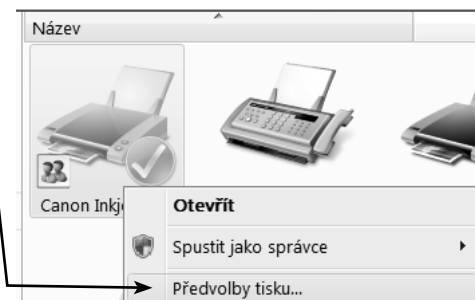 Název
Canon Inkj
Otevřít
Spustit jako správce
Předvolby tisku...